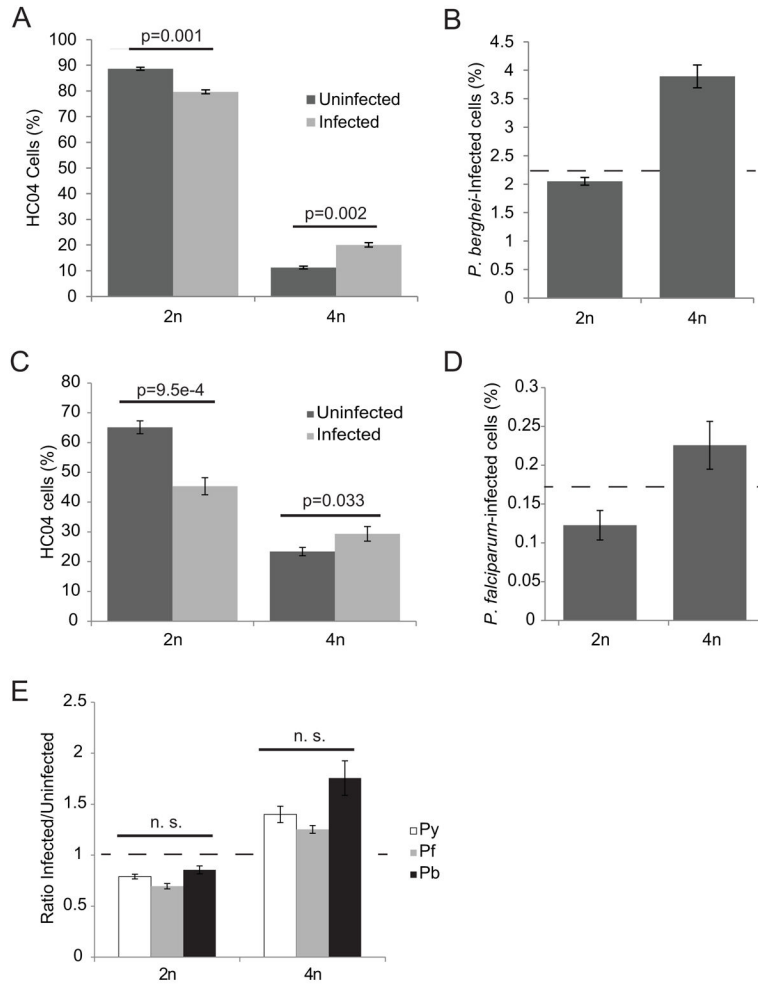 A
HC04 Cells (%)
100
90
80
70
60
50
40
30
20
10
0
p=0.001
p=0.002
Uninfected
Infected
2n
4n
B
P. berghei-Infected cells (%)
4.5
4
3.5
3
2.5
2
1.5
1
0.5
0
2n
4n
C
HC04 cells (%)
80
70
60
50
40
30
20
10
0
p=9.5e-4
p=0.033
Uninfected
Infected
2n
4n
D
P. falciparum-infected cells (%)
0.3
0.25
0.2
0.15
0.1
0.05
0
2n
4n
E
Ratio Infected/Uninfected
2.5
2
1.5
1
0.5
0
n. s.
n. s.
Py
Pf
Pb
2n
4n